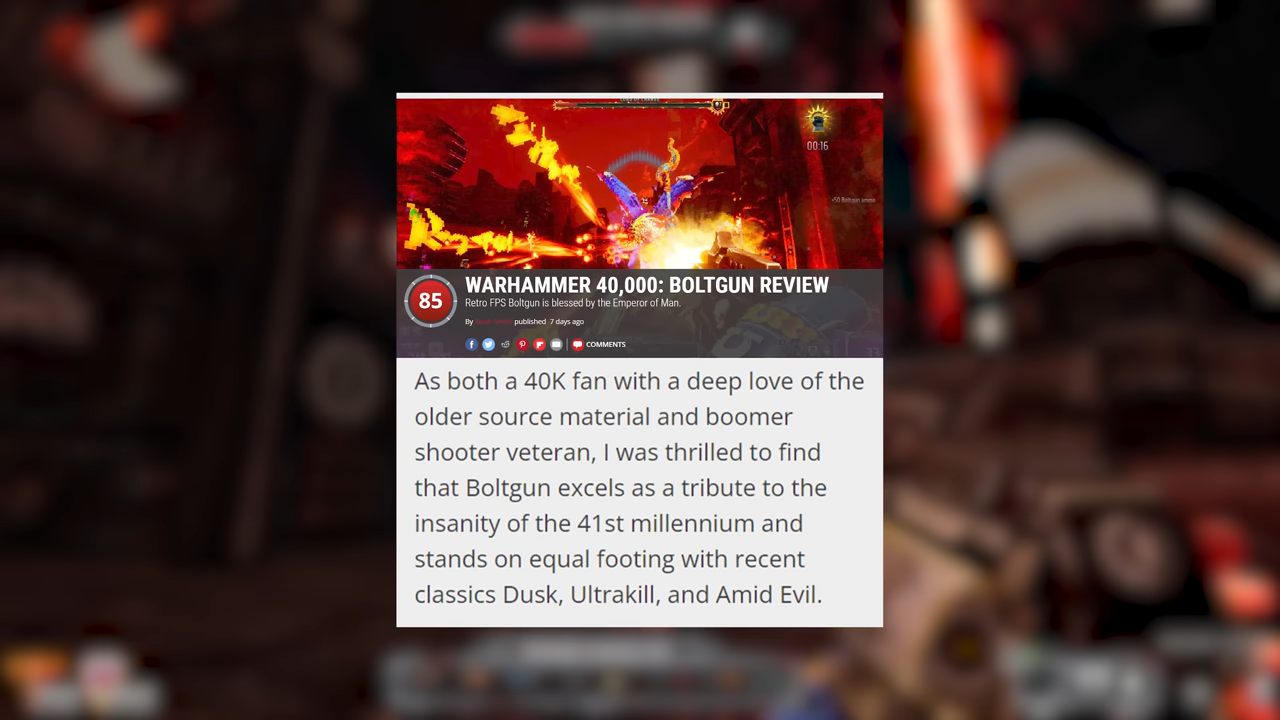 00:16
+50 Boltgun ammo
85
WARHAMMER 40,000: BOLTGUN REVIEW
Retro FPS Boltgun is blessed by the Emperor of Man.
By published 7 days ago
COMMENTS
As both a 40K fan with a deep love of the
older source material and boomer
shooter veteran, I was thrilled to find
that Boltgun excels as a tribute to the
insanity of the 41st millennium and
stands on equal footing with recent
classics Dusk, Ultrakill, and Amid Evil.